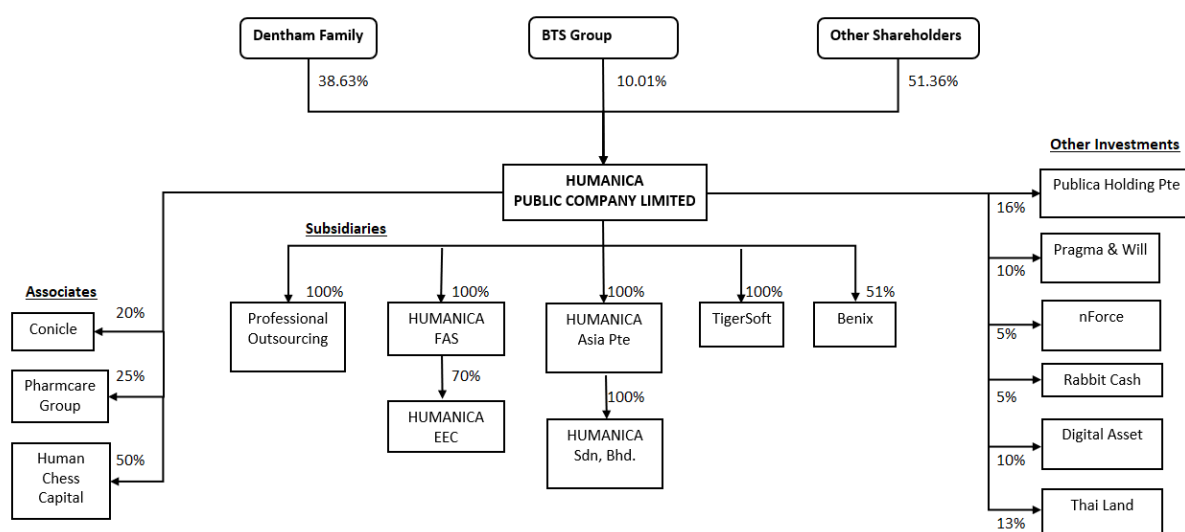 Dentham Family
BTS Group
Other Shareholders
38.63%
10.01%
51.36%
HUMANICA
PUBLIC COMPANY LIMITED
Other Investments
Publica Holding Pte
16%
Pragma & Will
10%
nForce
5%
Rabbit Cash
5%
Digital Asset
10%
Thai Land
13%
Subsidiaries
100%
Professional
Outsourcing
100%
HUMANICA
FAS
70%
HUMANICA
EEC
100%
HUMANICA
Asia Pte
100%
HUMANICA
Sdn, Bhd.
100%
TigerSoft
51%
Benix
Associates
20%
Conicle
25%
Pharmcare
Group
50%
Human
Chess
Capital